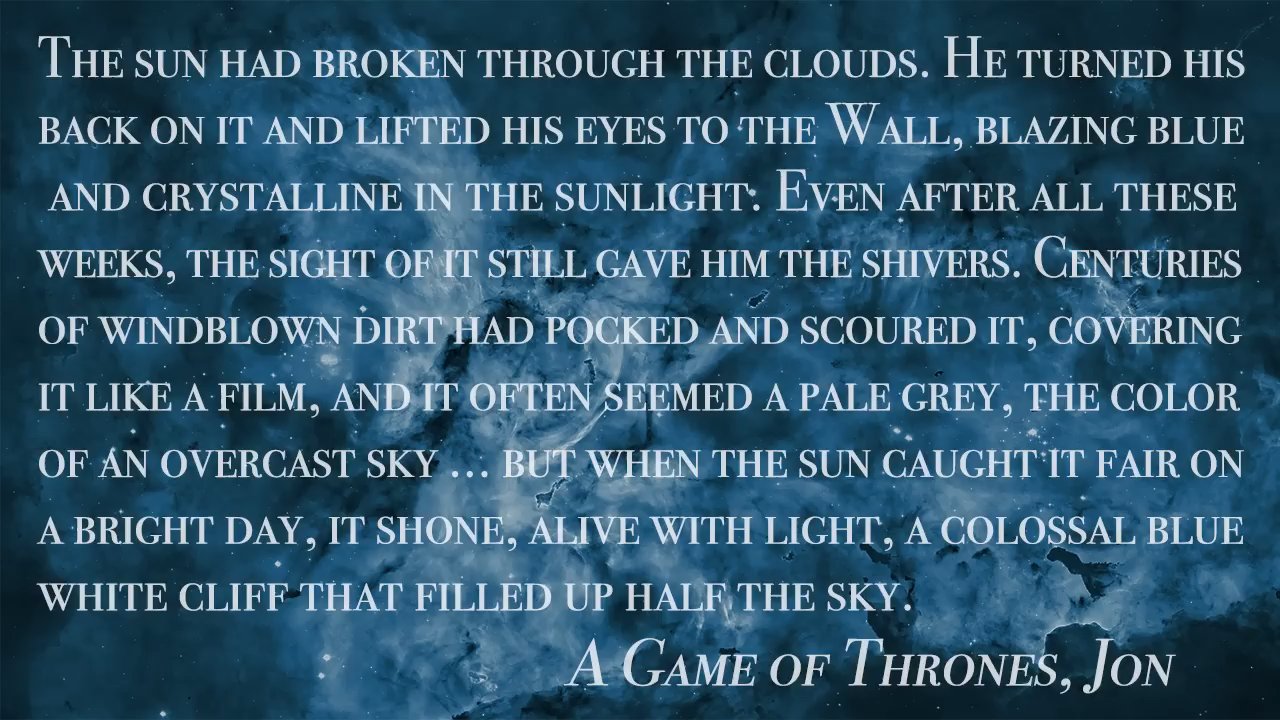 The sun had broken through the clouds. He turned his
back on it and lifted his eyes to the Wall, blazing blue
and crystalline in the sunlight. Even after all these
weeks, the sight of it still gave him the shivers. Centuries
of windblown dirt had pocked and scoured it, covering
it like a film, and it often seemed a pale grey, the color
of an overcast sky ... but when the sun caught it fair on
a bright day, it shone, alive with light, a colossal blue
white cliff that filled up half the sky.
A Game of Thrones, Jon